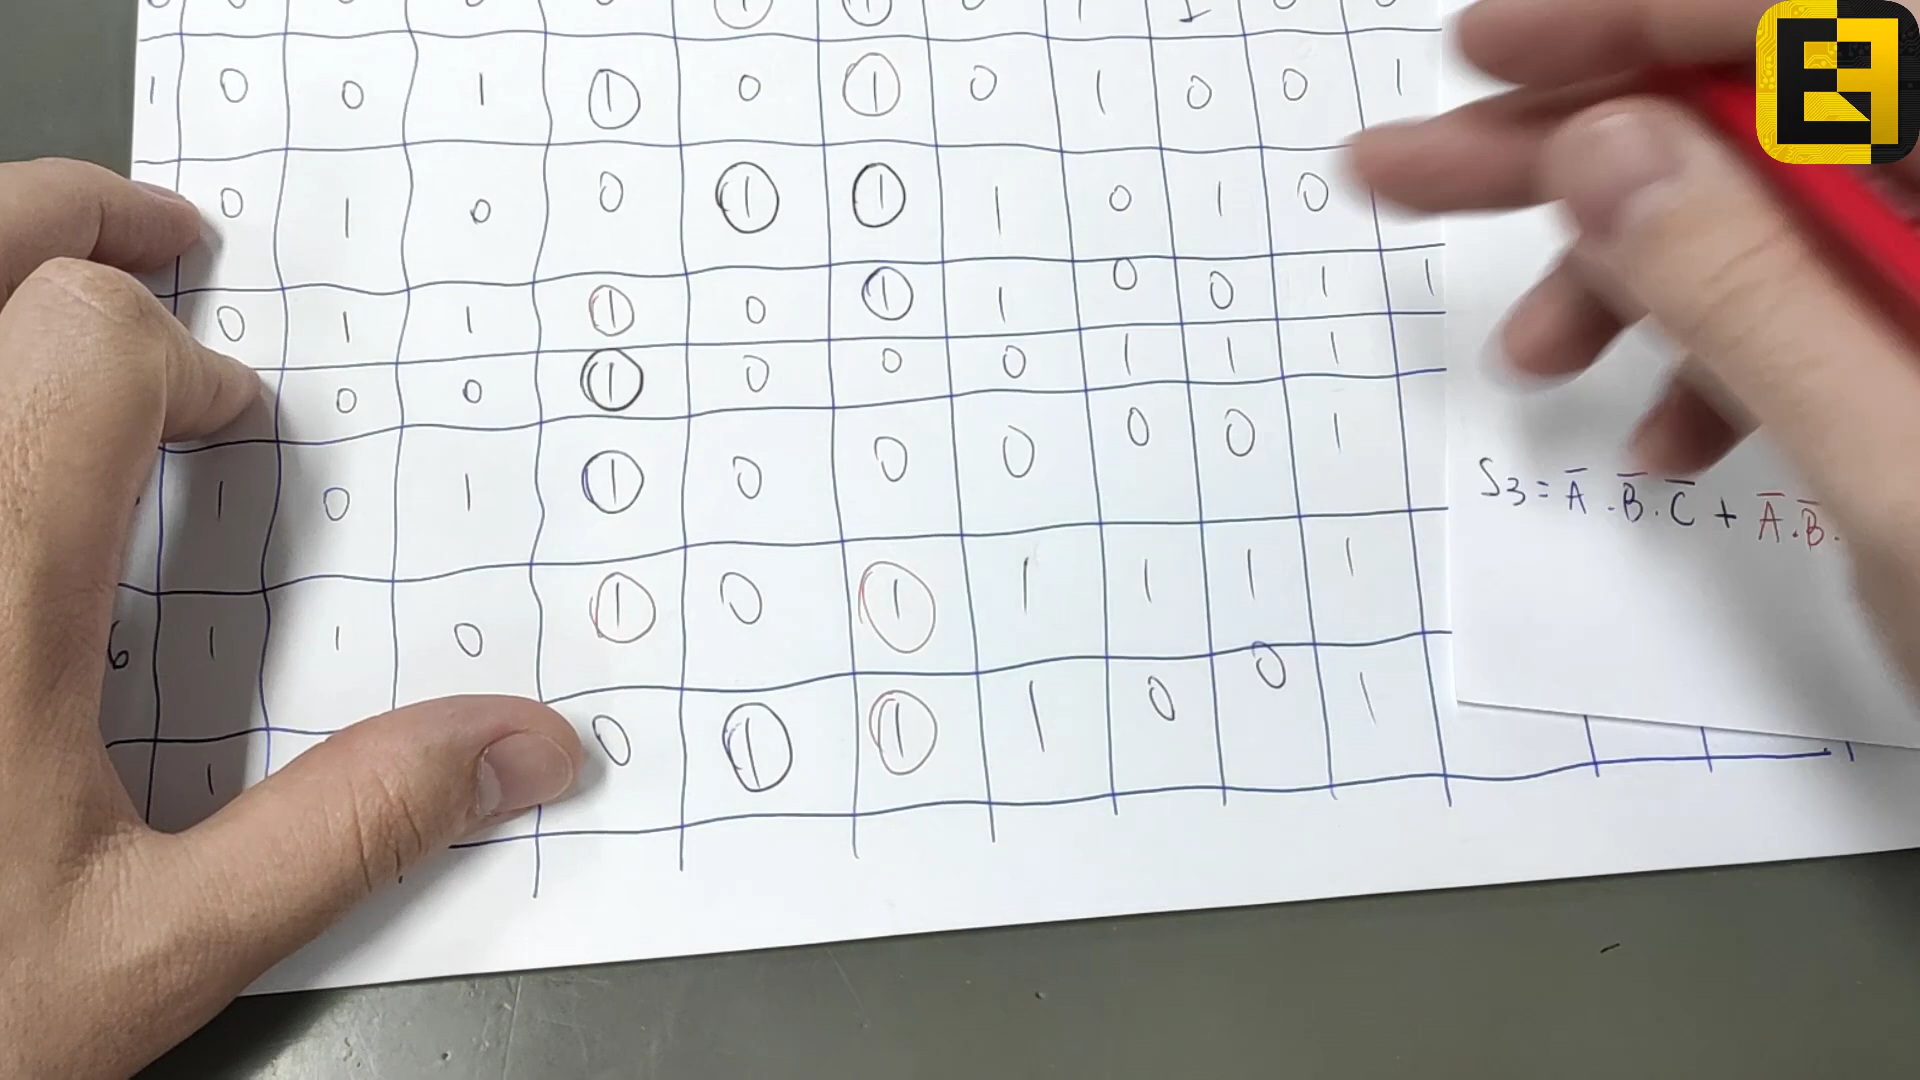 1 0 0 1 1 0 1 0 1 0 0 1
0 1 0 0 1 1 1 0 1 0
0 1 1 1 0 1 1 0 0 1 1
0 0 1 0 0 0 1 1 1
1 0 1 1 0 0 0 0 0 1
6 1 1 0 1 0 1 1 1 1 1
1 0 1 1 1 0 0 1
S3 = A̅ . B̅ . C̅ + A̅ . B̅ .